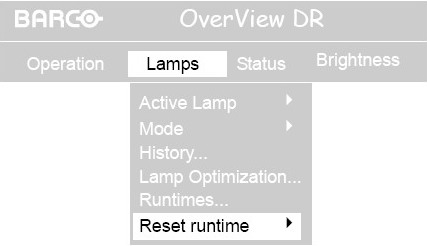 BARCO OverView DR
Operation Lamps Status Brightness
Active Lamp
Mode
History...
Lamp Optimization...
Runtimes...
Reset runtime